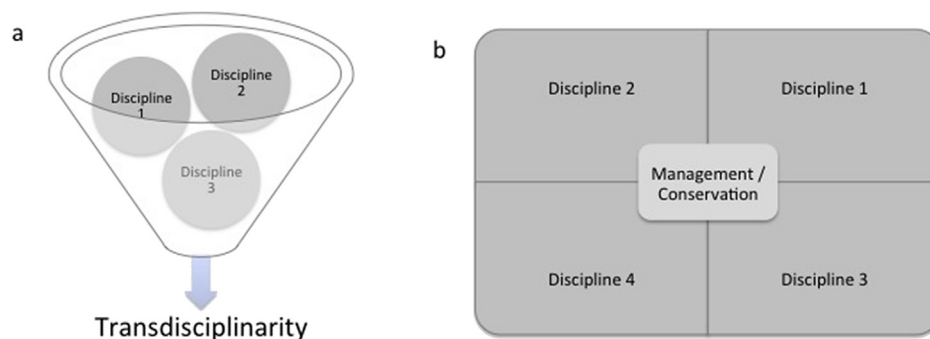 a
Discipline
1
Discipline
2
Discipline
3
Transdisciplinarity
b
Discipline 2
Discipline 1
Management /
Conservation
Discipline 4
Discipline 3